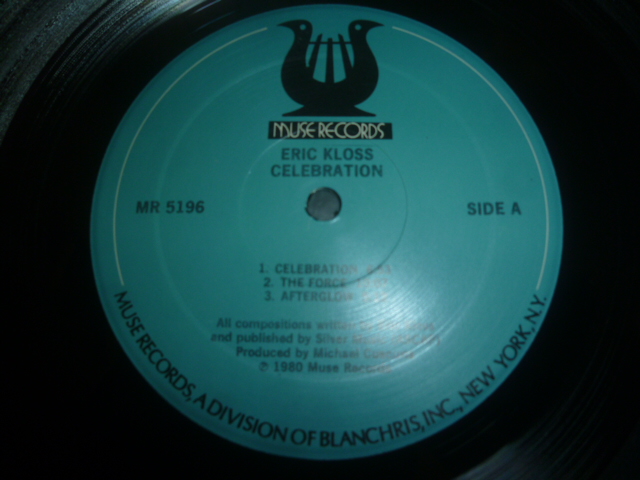 MUSE RECORDS
ERIC KLOSS
CELEBRATION
MR 5196
SIDE A
1. CELEBRATION
2. THE FORCE
3. AFTERGLOW
All compositions
and published by Silver
Produced by Michael
℗ 1980 Muse Records
MUSE RECORDS, A DIVISION OF BLANCHRIS, INC., NEW YORK, N.Y.